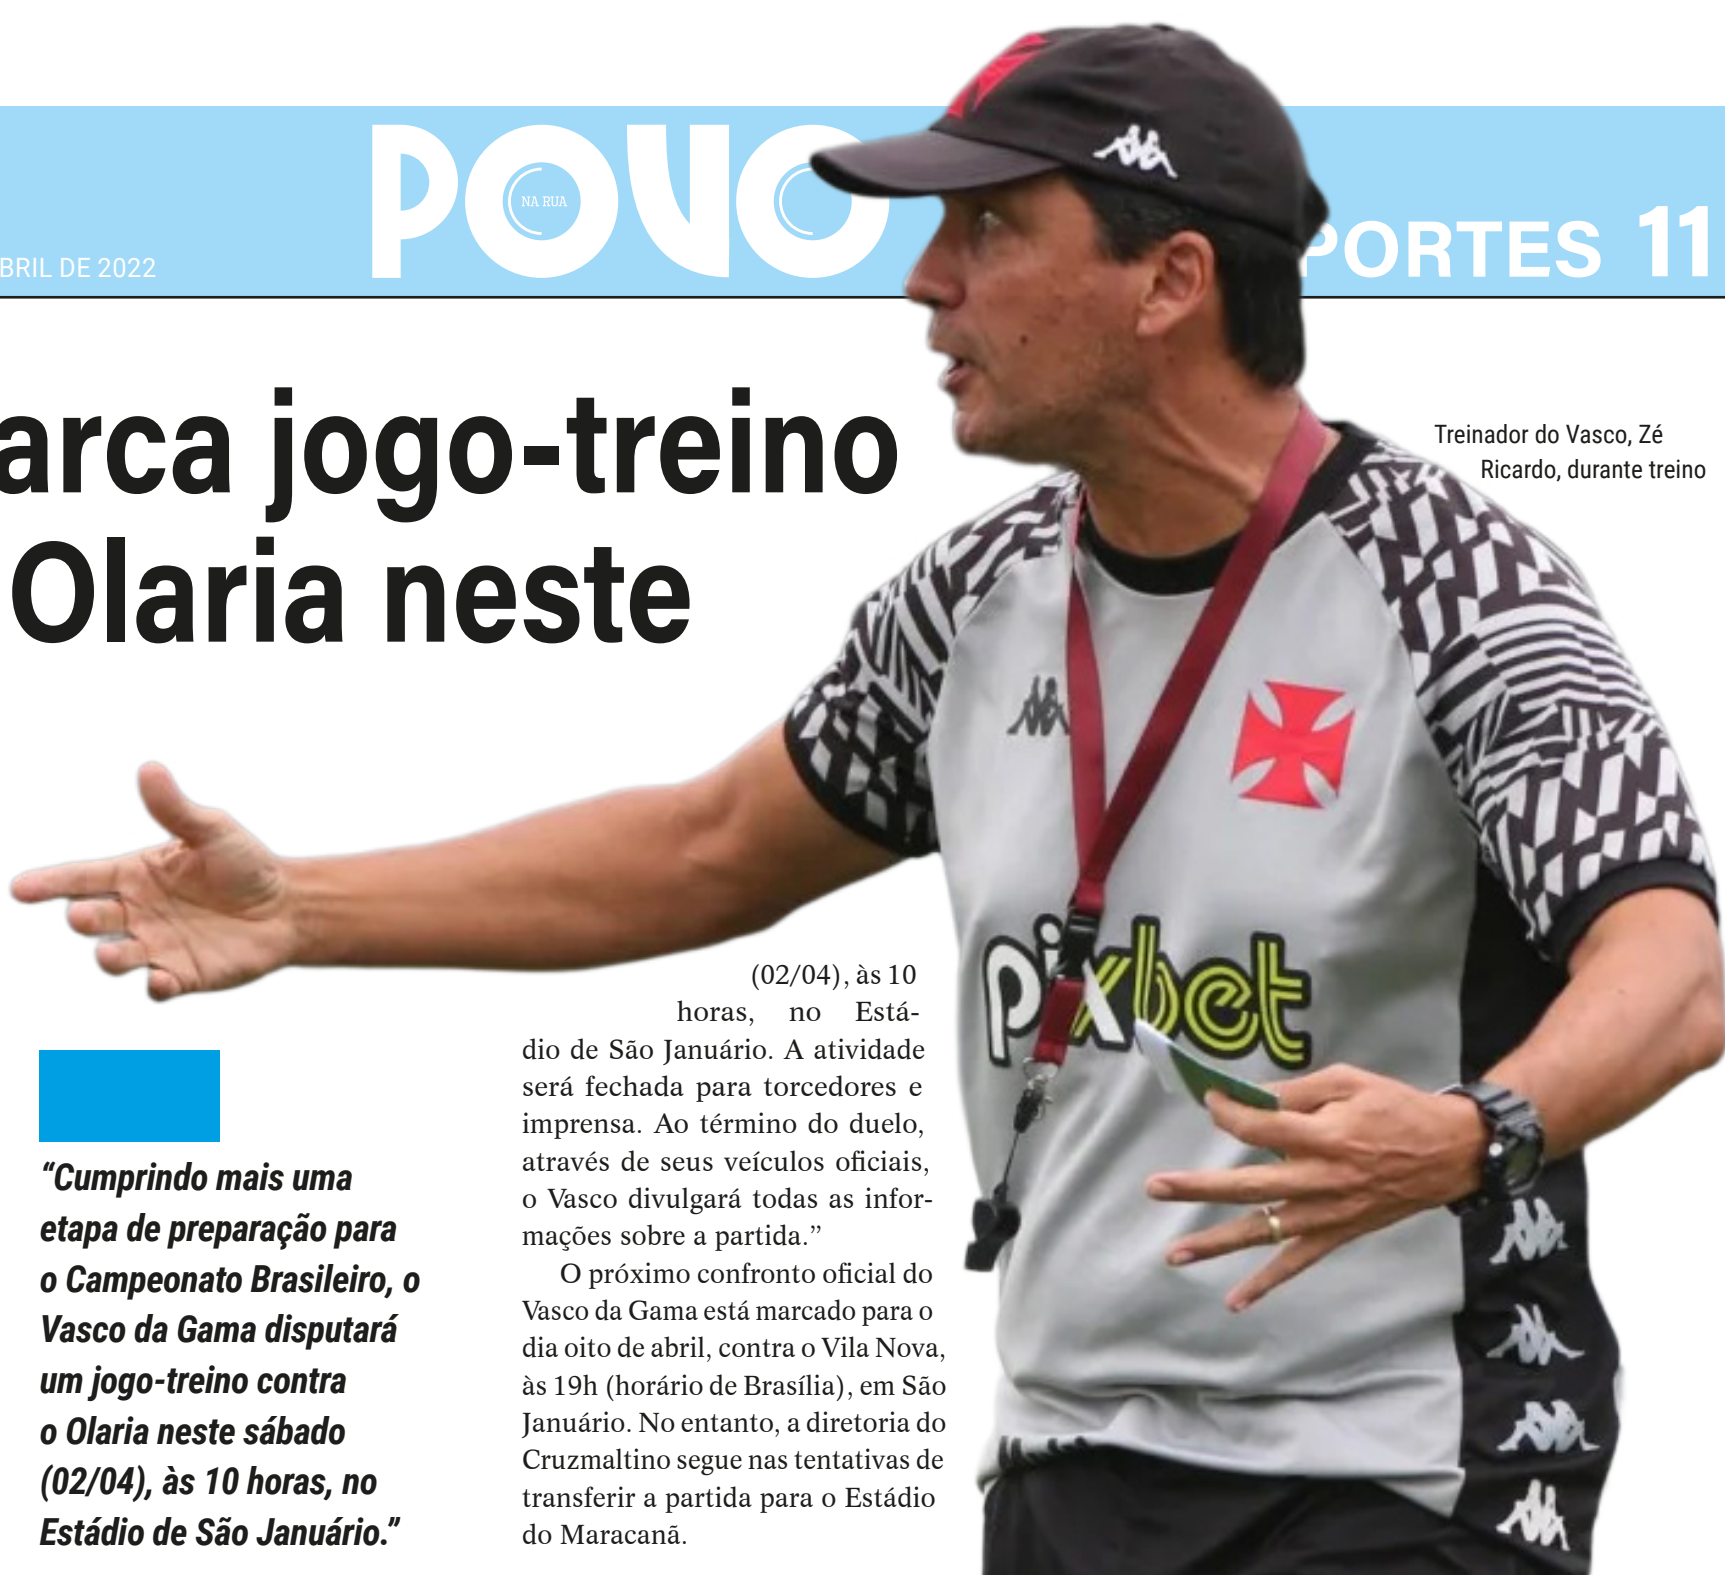 BRIL DE 2022
POVO
NA RUA
PORTES 11
arca jogo-treino
Olaria neste
Treinador do Vasco, Zé
Ricardo, durante treino
pixbet
(02/04), às 10
horas, no Está-
dio de São Januário. A atividade
será fechada para torcedores e
imprensa. Ao término do duelo,
através de seus veículos oficiais,
o Vasco divulgará todas as infor-
mações sobre a partida.”
O próximo confronto oficial do
Vasco da Gama está marcado para o
dia oito de abril, contra o Vila Nova,
às 19h (horário de Brasília), em São
Januário. No entanto, a diretoria do
Cruzmaltino segue nas tentativas de
transferir a partida para o Estádio
do Maracanã.
“Cumprindo mais uma
etapa de preparação para
o Campeonato Brasileiro, o
Vasco da Gama disputará
um jogo-treino contra
o Olaria neste sábado
(02/04), às 10 horas, no
Estádio de São Januário.”